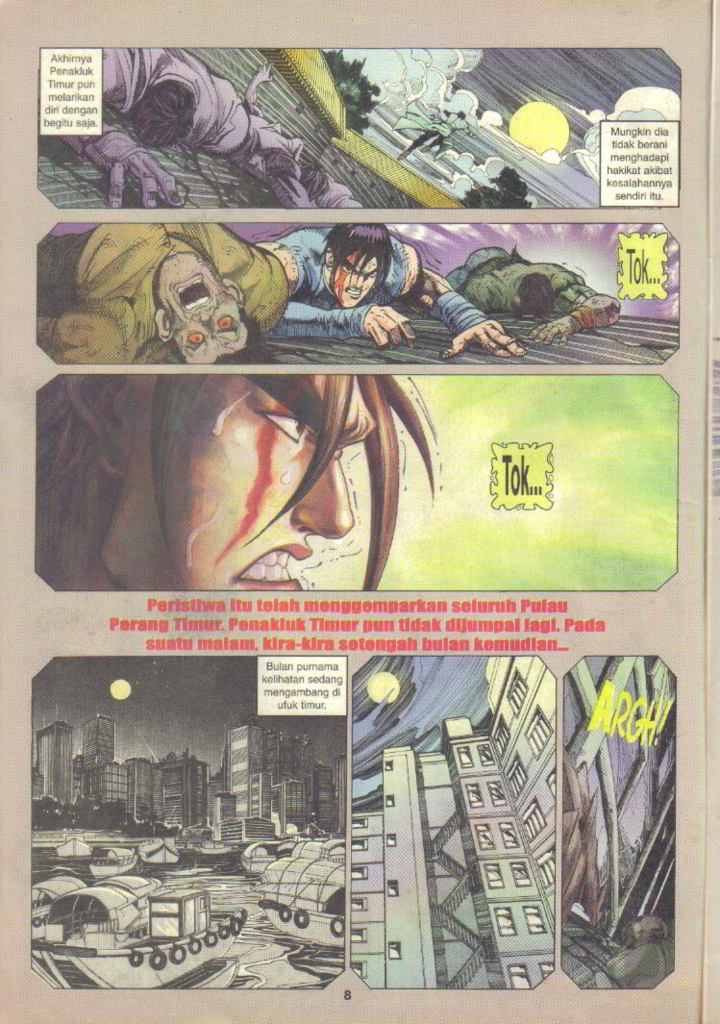 Akhirnya
Penakluk
Timur pun
melarikan
diri dengan
begitu saja.
Mungkin dia
tidak berani
menghadapi
hakikat akibat
kesalahannya
sendiri itu.
Tok...
Tok...
Peristiwa itu telah menggemparkan seluruh Pulau
Perang Timur. Penakluk Timur pun tidak dijumpai lagi. Pada
suatu malam, kira-kira setengah bulan kemudian...
Bulan purnama
kelihatan sedang
mengambang di
ufuk timur.
ARGH!
8